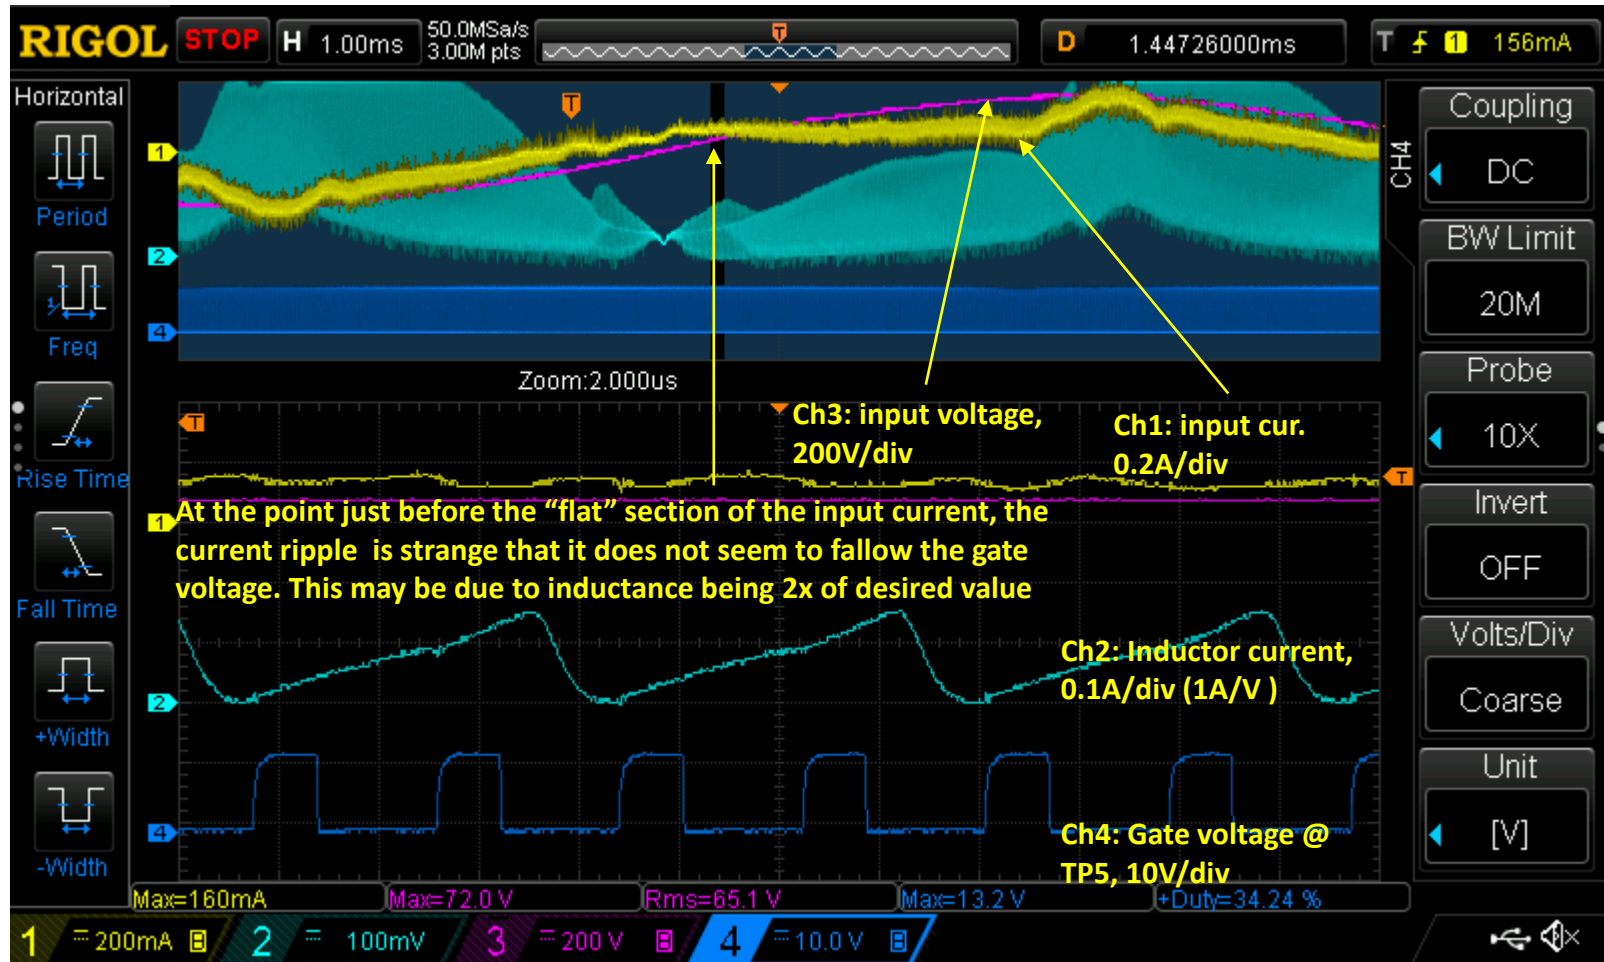 RIGOL STOP H 1.00ms 50.0MSa/s D 1.44726000ms T 1 156mA
3.00M pts
Horizontal
Period
Freq
Rise Time
Fall Time
+Width
-Width
T
1
2
4
Zoom:2.000us
T
T
Ch3: input voltage,
200V/div
Ch1: input cur.
0.2A/div
1
At the point just before the “flat” section of the input current, the
current ripple is strange that it does not seem to fallow the gate
voltage. This may be due to inductance being 2x of desired value
2
Ch2: Inductor current,
0.1A/div (1A/V )
4
Ch4: Gate voltage @
TP5, 10V/div
Max=160mA Max=72.0 V Rms=65.1 V Max=13.2 V +Duty=34.24 %
1 200mA B 2 100mV 3 200 V B 4 10.0 V B
CH4
Coupling
DC
BW Limit
20M
Probe
10X
Invert
OFF
Volts/Div
Coarse
Unit
[V]